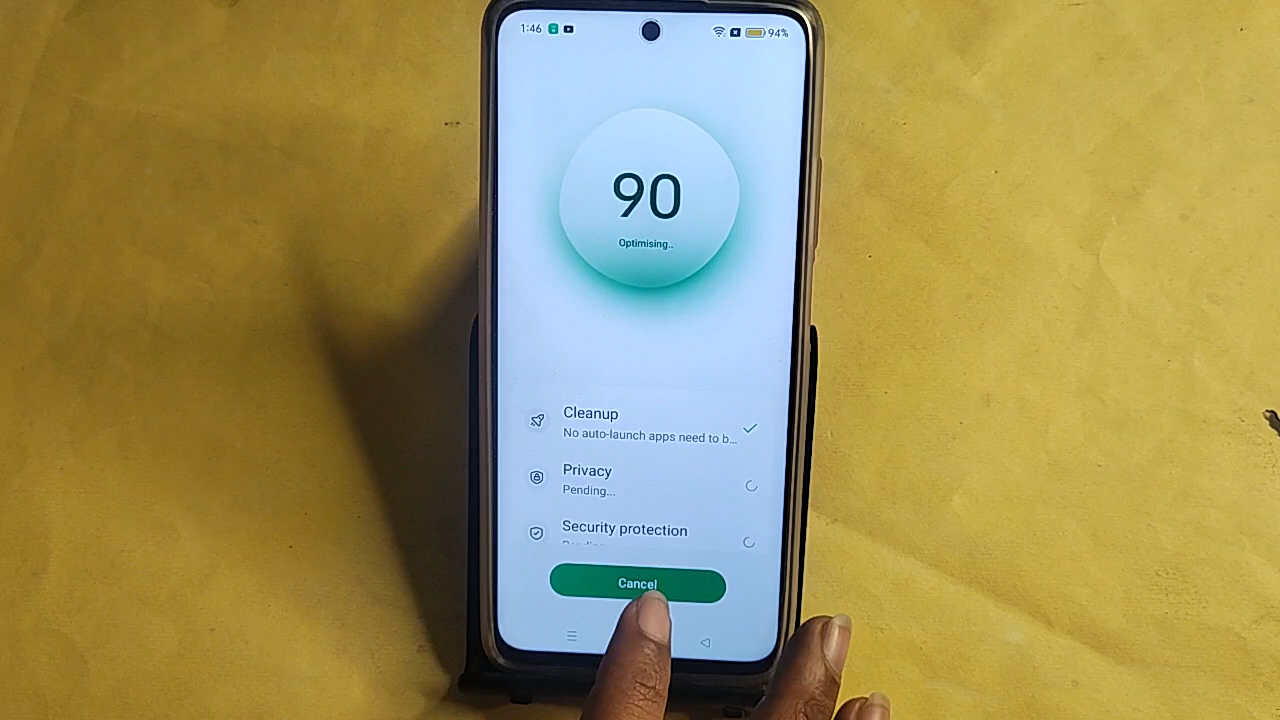 1:46 94%
90
Optimising..
Cleanup
No auto-launch apps need to b...
Privacy
Pending...
Security protection
Cancel